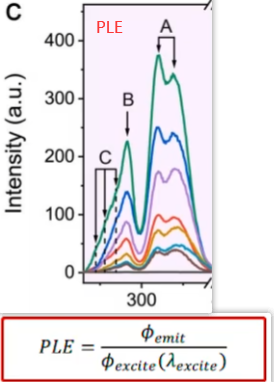 C
PLE
A
B
C
Intensity (a.u.)
400
300
200
100
0
300
PLE = ϕemit / ϕexcite(λexcite)